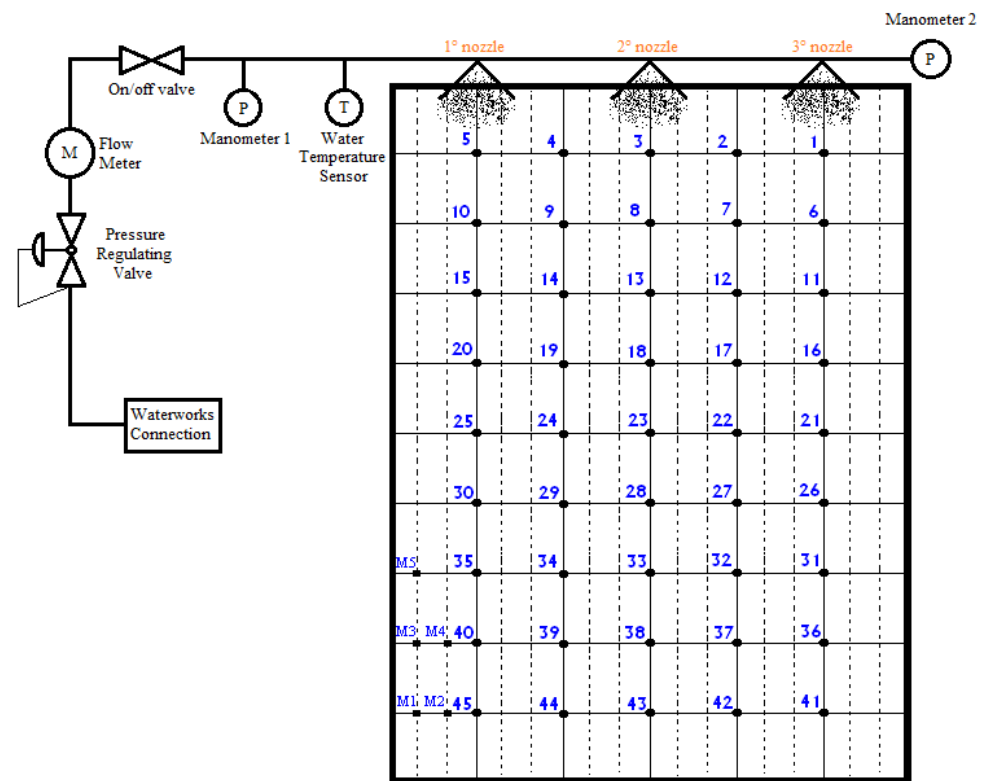 Manometer 2
1° nozzle
2° nozzle
3° nozzle
P
On/off valve
P
T
Manometer 1
Water
Temperature
Sensor
M
Flow
Meter
Pressure
Regulating
Valve
Waterworks
Connection
5 4 3 2 1
10 9 8 7 6
15 14 13 12 11
20 19 18 17 16
25 24 23 22 21
30 29 28 27 26
M5 35 34 33 32 31
M3 M4 40 39 38 37 36
M1 M2 45 44 43 42 41